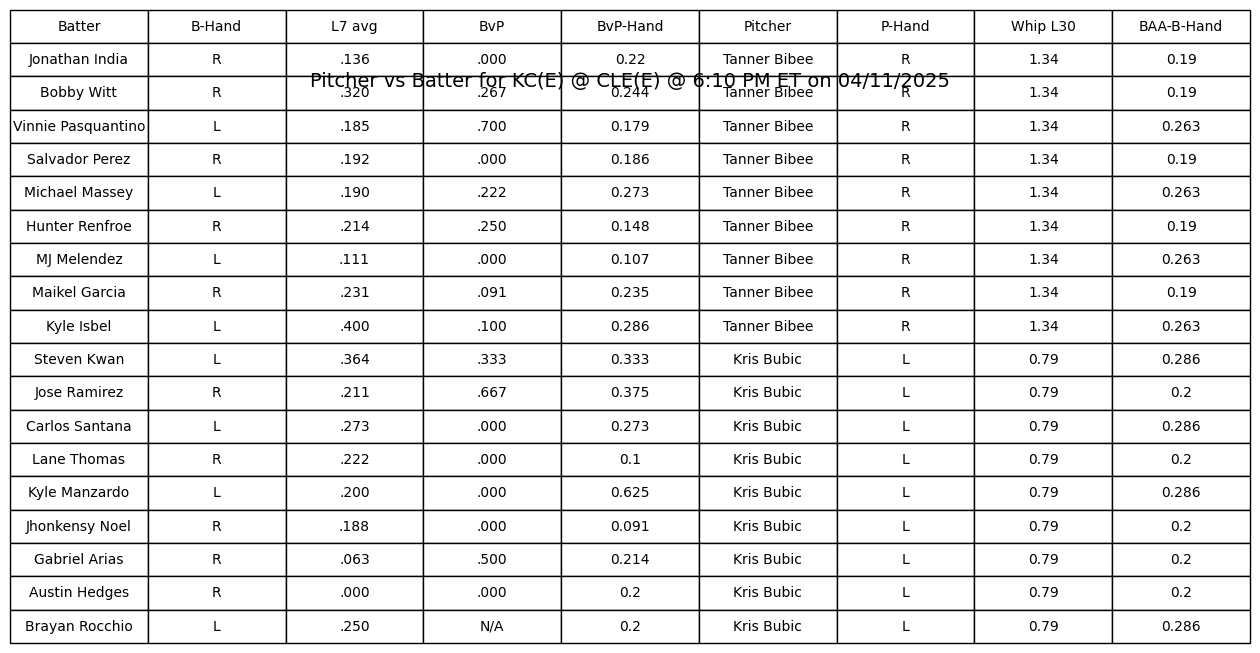 Batter B-Hand L7 avg BvP BvP-Hand Pitcher P-Hand Whip L30 BAA-B-Hand
Jonathan India R .136 .000 0.22 Tanner Bibee R 1.34 0.19
Pitcher vs Batter for KC(E) @ CLE(E) @ 6:10 PM ET on 04/11/2025
Bobby Witt R .320 .267 0.244 Tanner Bibee R 1.34 0.19
Vinnie Pasquantino L .185 .700 0.179 Tanner Bibee R 1.34 0.263
Salvador Perez R .192 .000 0.186 Tanner Bibee R 1.34 0.19
Michael Massey L .190 .222 0.273 Tanner Bibee R 1.34 0.263
Hunter Renfroe R .214 .250 0.148 Tanner Bibee R 1.34 0.19
MJ Melendez L .111 .000 0.107 Tanner Bibee R 1.34 0.263
Maikel Garcia R .231 .091 0.235 Tanner Bibee R 1.34 0.19
Kyle Isbel L .400 .100 0.286 Tanner Bibee R 1.34 0.263
Steven Kwan L .364 .333 0.333 Kris Bubic L 0.79 0.286
Jose Ramirez R .211 .667 0.375 Kris Bubic L 0.79 0.2
Carlos Santana L .273 .000 0.273 Kris Bubic L 0.79 0.286
Lane Thomas R .222 .000 0.1 Kris Bubic L 0.79 0.2
Kyle Manzardo L .200 .000 0.625 Kris Bubic L 0.79 0.286
Jhonkensy Noel R .188 .000 0.091 Kris Bubic L 0.79 0.2
Gabriel Arias R .063 .500 0.214 Kris Bubic L 0.79 0.2
Austin Hedges R .000 .000 0.2 Kris Bubic L 0.79 0.2
Brayan Rocchio L .250 N/A 0.2 Kris Bubic L 0.79 0.286